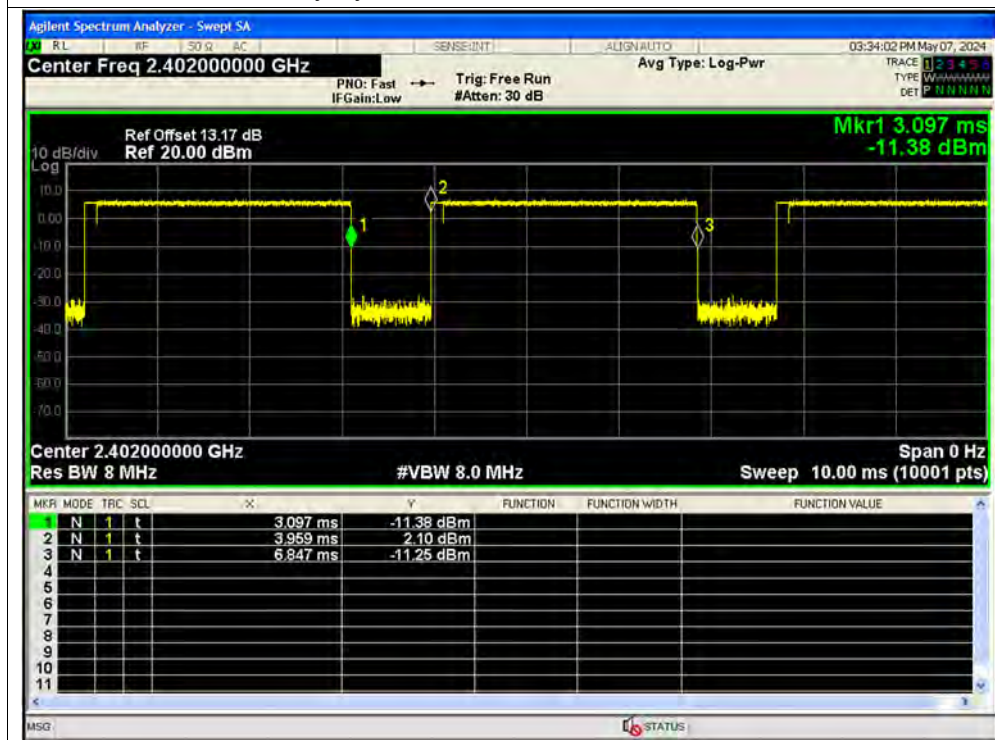 Agilent Spectrum Analyzer - Swept SA
LXI RL RF 50 Ω AC SENSE:INT ALIGN AUTO 03:34:02 PM May 07, 2024
Center Freq 2.402000000 GHz
PNO: Fast
IFGain:Low
Trig: Free Run
#Atten: 30 dB
Avg Type: Log-Pwr
TRACE 1 2 3 4 5 6
TYPE W
DET P N N N N N
Ref Offset 13.17 dB
10 dB/div Ref 20.00 dBm
Log
Mkr1 3.097 ms
-11.38 dBm
10.0
0.00
-10.0
-20.0
-30.0
-40.0
-50.0
-60.0
-70.0
1
2
3
Center 2.402000000 GHz Span 0 Hz
Res BW 8 MHz #VBW 8.0 MHz Sweep 10.00 ms (10001 pts)
MKR MODE TRC SCL X Y FUNCTION FUNCTION WIDTH FUNCTION VALUE
1 N 1 t 3.097 ms -11.38 dBm
2 N 1 t 3.959 ms 2.10 dBm
3 N 1 t 6.847 ms -11.25 dBm
4
5
6
7
8
9
10
11
MSG STATUS